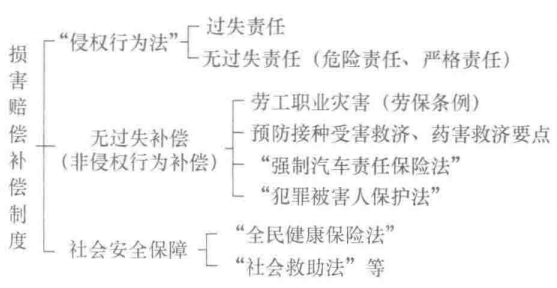 损害赔偿补偿制度
“侵权行为法”
过失责任
无过失责任（危险责任、严格责任）
无过失补偿
（非侵权行为补偿）
劳工职业灾害（劳保条例）
预防接种受害救济、药害救济要点
“强制汽车责任保险法”
“犯罪被害人保护法”
社会安全保障
“全民健康保险法”
“社会救助法”等